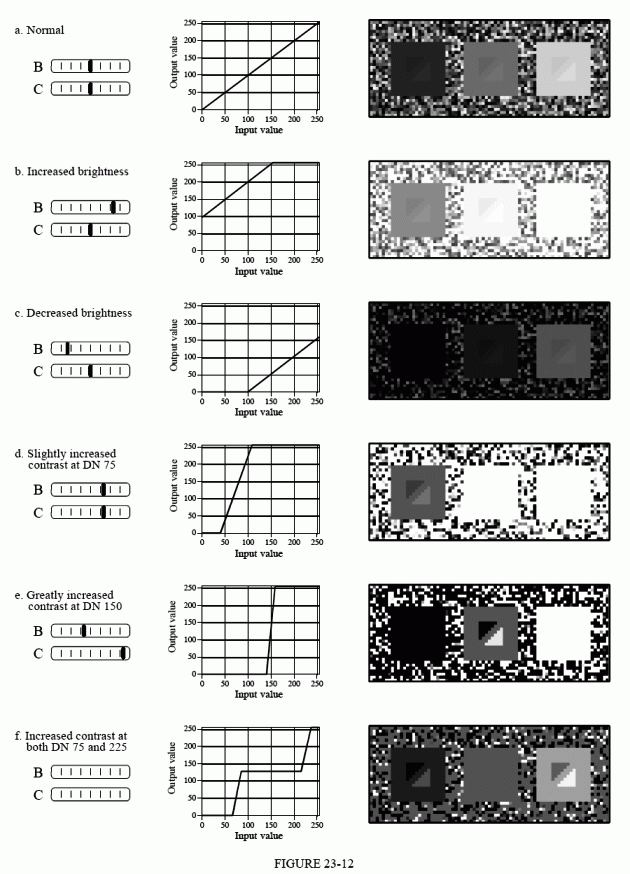 a. Normal
B
C
Output value
250
200
150
100
50
0
0 50 100 150 200 250
Input value
b. Increased brightness
B
C
Output value
250
200
150
100
50
0
0 50 100 150 200 250
Input value
c. Decreased brightness
B
C
Output value
250
200
150
100
50
0
0 50 100 150 200 250
Input value
d. Slightly increased
contrast at DN 75
B
C
Output value
250
200
150
100
50
0
0 50 100 150 200 250
Input value
e. Greatly increased
contrast at DN 150
B
C
Output value
250
200
150
100
50
0
0 50 100 150 200 250
Input value
f. Increased contrast at
both DN 75 and 225
B
C
Output value
250
200
150
100
50
0
0 50 100 150 200 250
Input value
FIGURE 23-12